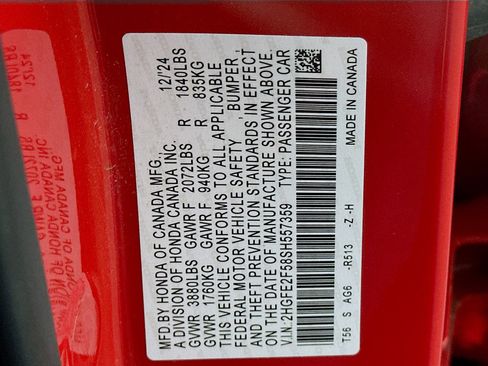 MFD. BY HONDA OF CANADA MFG., 12/'24
A DIVISION OF HONDA CANADA INC.
GVWR 3880LBS GAWR F 2072LBS R 1840LBS
GVWR 1760KG GAWR F 940KG R 835KG
THIS VEHICLE CONFORMS TO ALL APPLICABLE
FEDERAL MOTOR VEHICLE SAFETY , BUMPER ,
AND THEFT PREVENTION STANDARDS IN EFFECT
ON THE DATE OF MANUFACTURE SHOWN ABOVE.
V.I.N.:2HGFE2F58SH557359 TYPE: PASSENGER CAR
T56 S AG6 -R513 -Z -H MADE IN CANADA